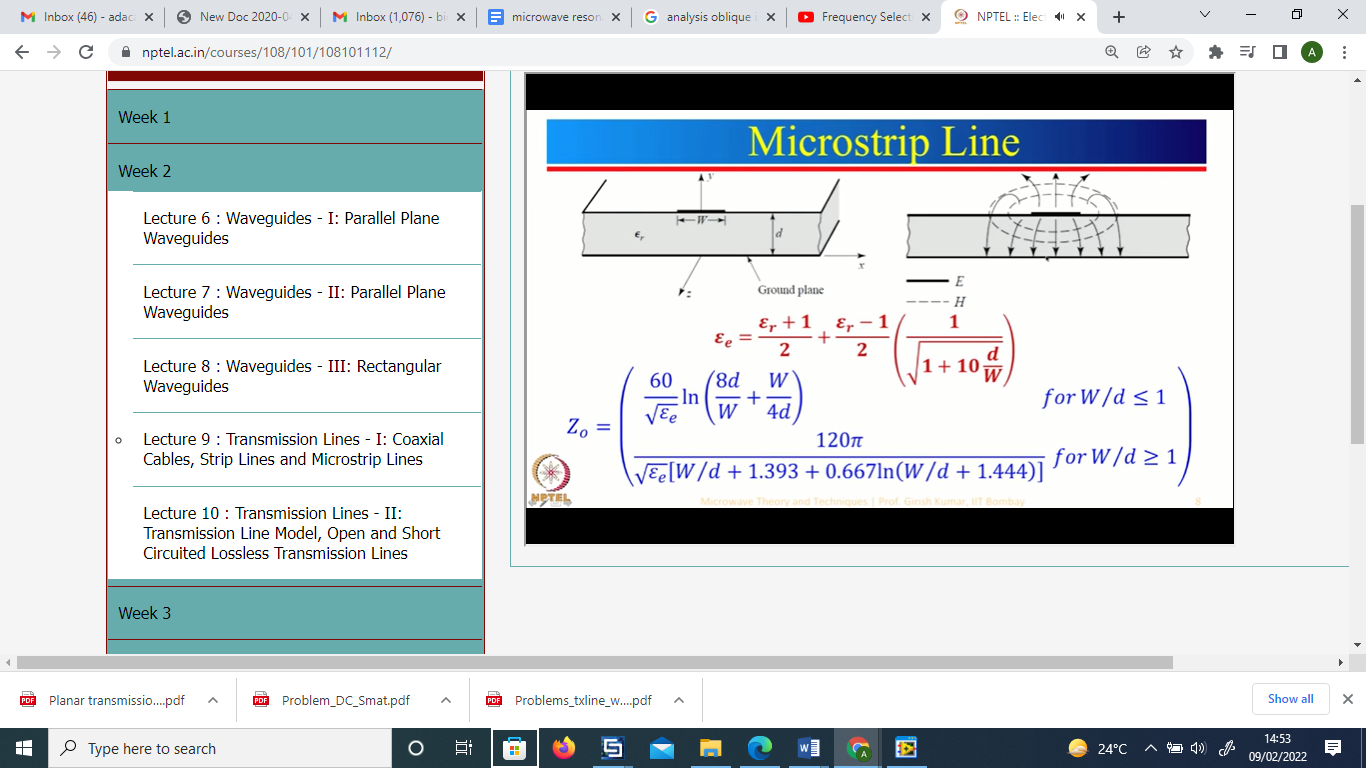 Inbox (46) - adac
New Doc 2020-0
Inbox (1,076) - bi
microwave reson
analysis oblique i
Frequency Select
NPTEL :: Elect
nptel.ac.in/courses/108/101/108101112/
A
Week 1
Week 2
Lecture 6 : Waveguides - I: Parallel Plane
Waveguides
Lecture 7 : Waveguides - II: Parallel Plane
Waveguides
Lecture 8 : Waveguides - III: Rectangular
Waveguides
Lecture 9 : Transmission Lines - I: Coaxial
Cables, Strip Lines and Microstrip Lines
Lecture 10 : Transmission Lines - II:
Transmission Line Model, Open and Short
Circuited Lossless Transmission Lines
Week 3
Microstrip Line
y
W
ϵr
d
x
z
Ground plane
E
H
εe = (εr + 1)/2 + (εr − 1)/2 (1/√(1 + 10 d/W))
Zo = ( 60/√εe ln(8d/W + W/4d) for W/d ≤ 1
120π/(√εe[W/d + 1.393 + 0.667ln(W/d + 1.444)]) for W/d ≥ 1 )
NPTEL
Microwave Theory and Techniques | Prof. Girish Kumar, IIT Bombay
8
Planar transmissio....pdf
Problem_DC_Smat.pdf
Problems_txline_w....pdf
Show all
Type here to search
24°C
14:53
09/02/2022